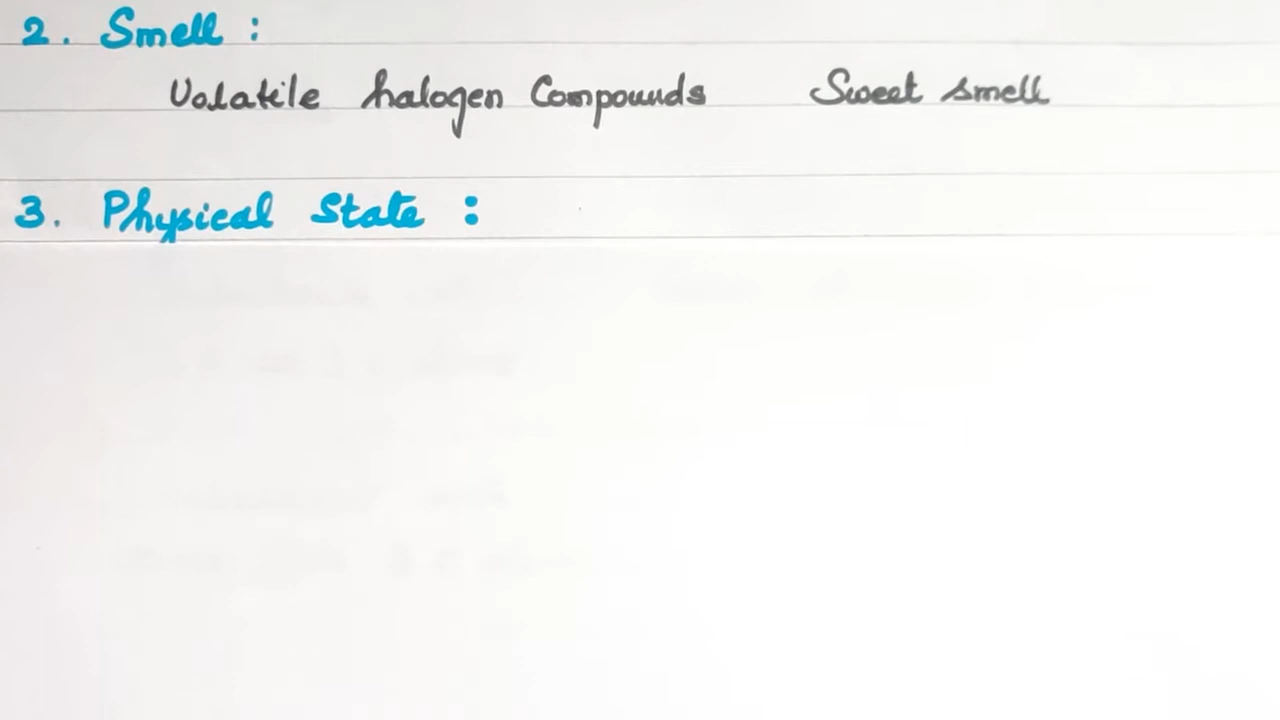 2. Smell :
Volatile halogen Compounds Sweet smell
3. Physical State :